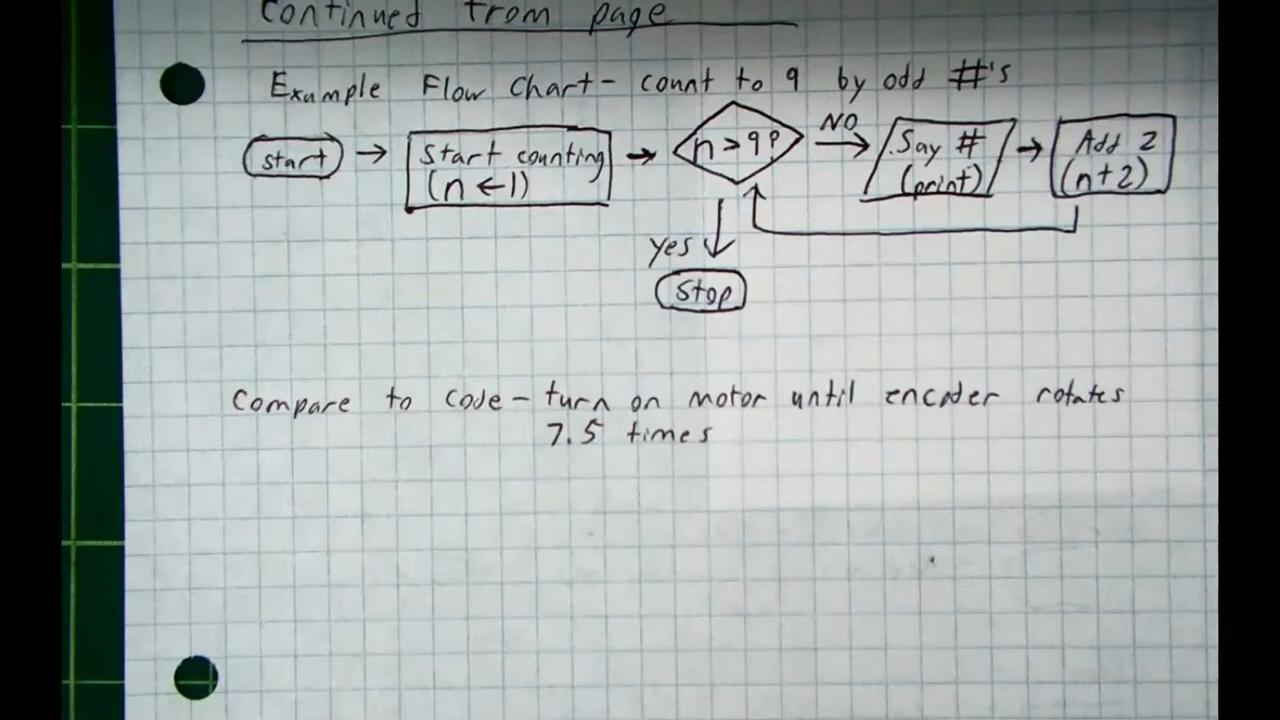 continued from page
Example Flow Chart - count to 9 by odd #'s
start
Start counting
(n ← 1)
n > 9?
NO
Say #
(print)
Add 2
(n+2)
yes
Stop
Compare to code - turn on motor until encoder rotates
7.5 times